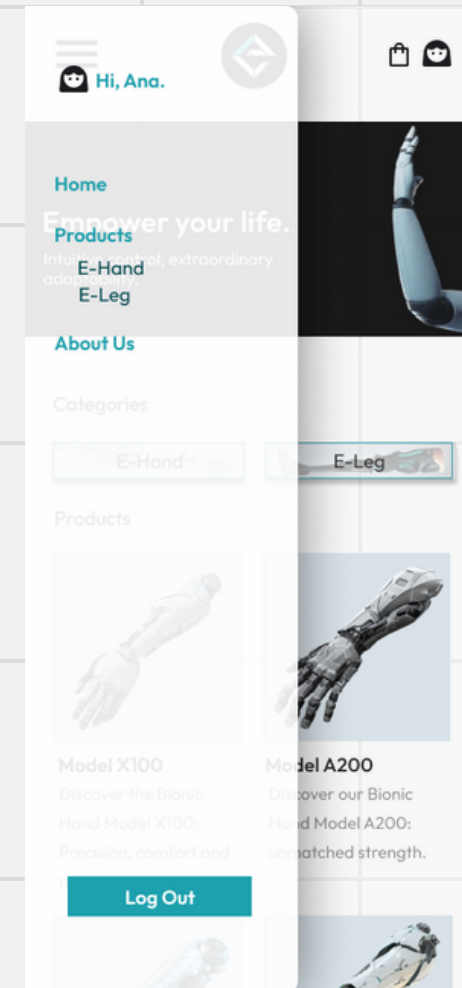 Hi, Ana.
Home
Empower your life.
Products
Intuitive control, extraordinary
E-Hand
adaptability.
E-Leg
About Us
Categories
E-Hand
E-Leg
Products
Model X100
Model A200
Discover the Bionic
Discover our Bionic
Hand Model X100:
Hand Model A200:
Precision, comfort and
unmatched strength.
Log Out